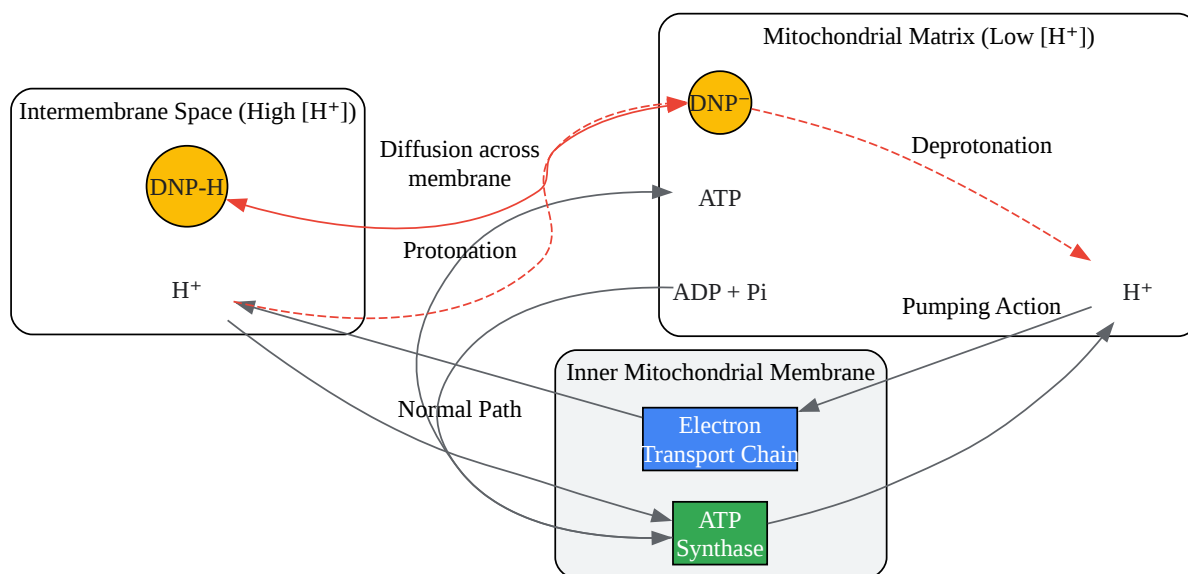 Mitochondrial Matrix (Low [H⁺])
Intermembrane Space (High [H⁺])
DNP⁻
Diffusion across
membrane
Deprotonation
DNP-H
ATP
Protonation
H⁺
ADP + Pi
H⁺
Pumping Action
Inner Mitochondrial Membrane
Normal Path
Electron
Transport Chain
ATP
Synthase